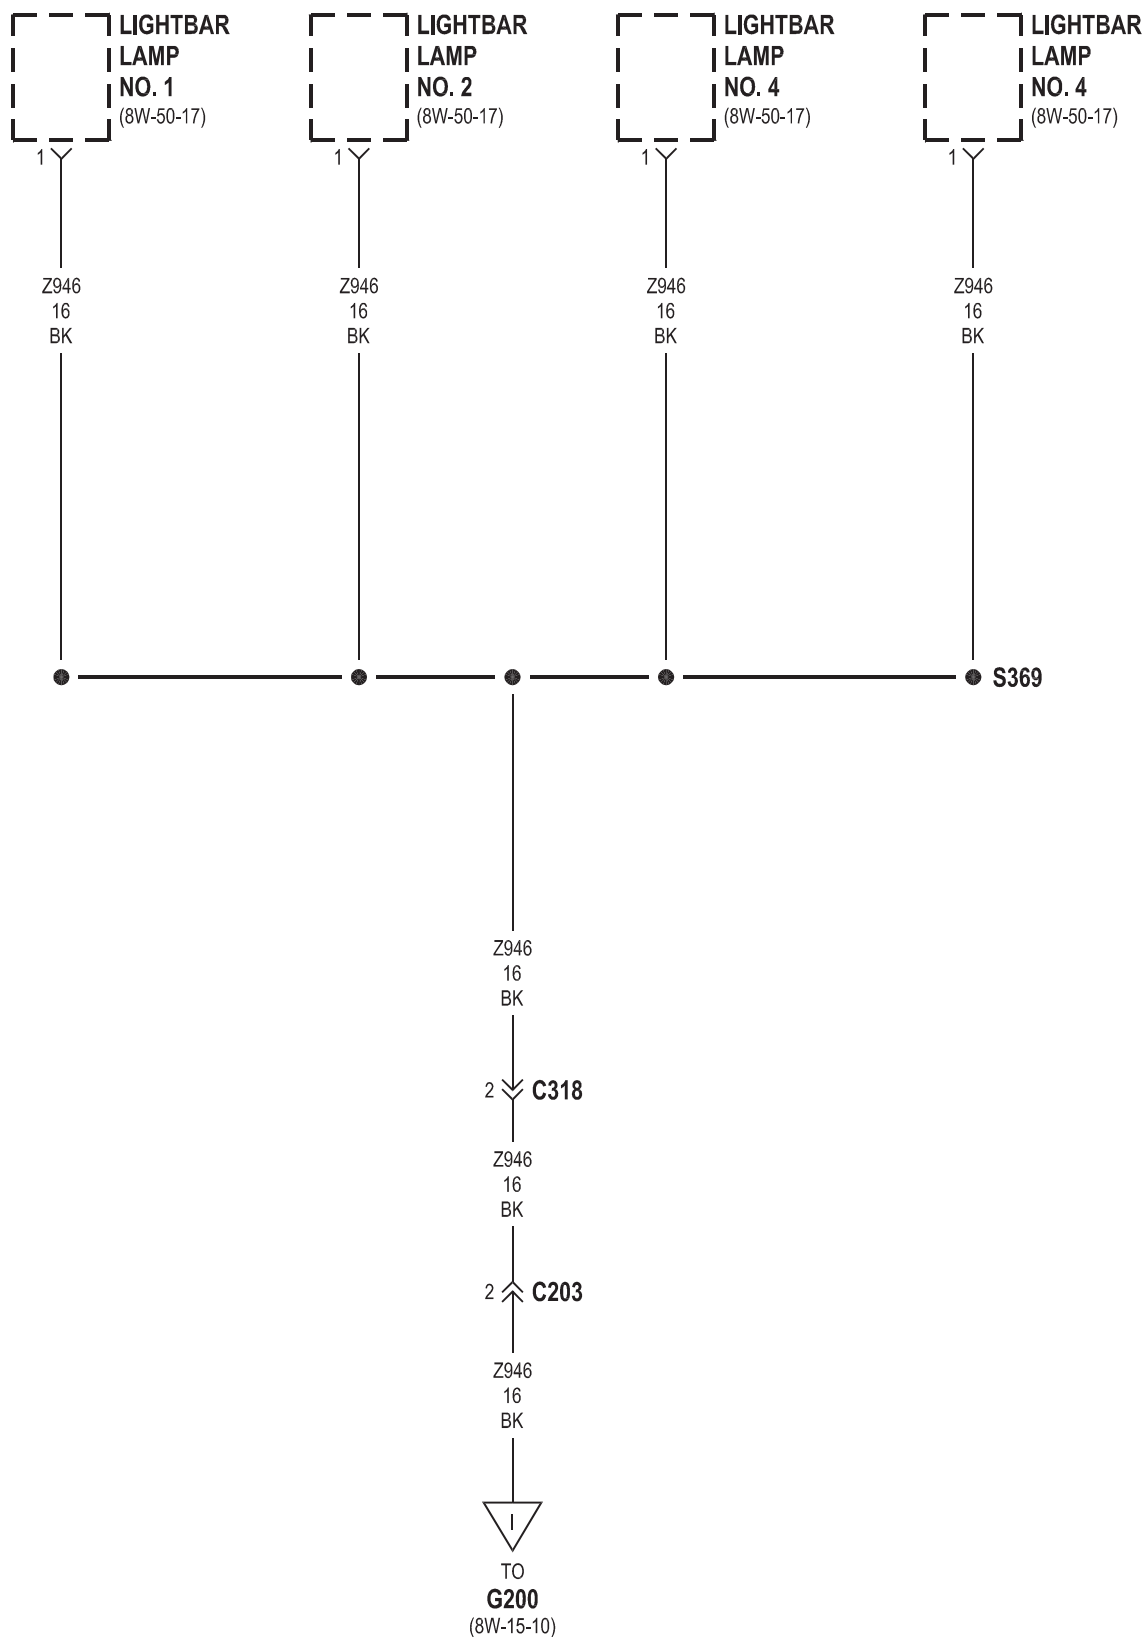 LIGHTBAR
LAMP
NO. 1
(8W-50-17)
LIGHTBAR
LAMP
NO. 2
(8W-50-17)
LIGHTBAR
LAMP
NO. 4
(8W-50-17)
LIGHTBAR
LAMP
NO. 4
(8W-50-17)
1
1
1
1
Z946
16
BK
Z946
16
BK
Z946
16
BK
Z946
16
BK
S369
Z946
16
BK
2 C318
Z946
16
BK
2 C203
Z946
16
BK
I
TO
G200
(8W-15-10)